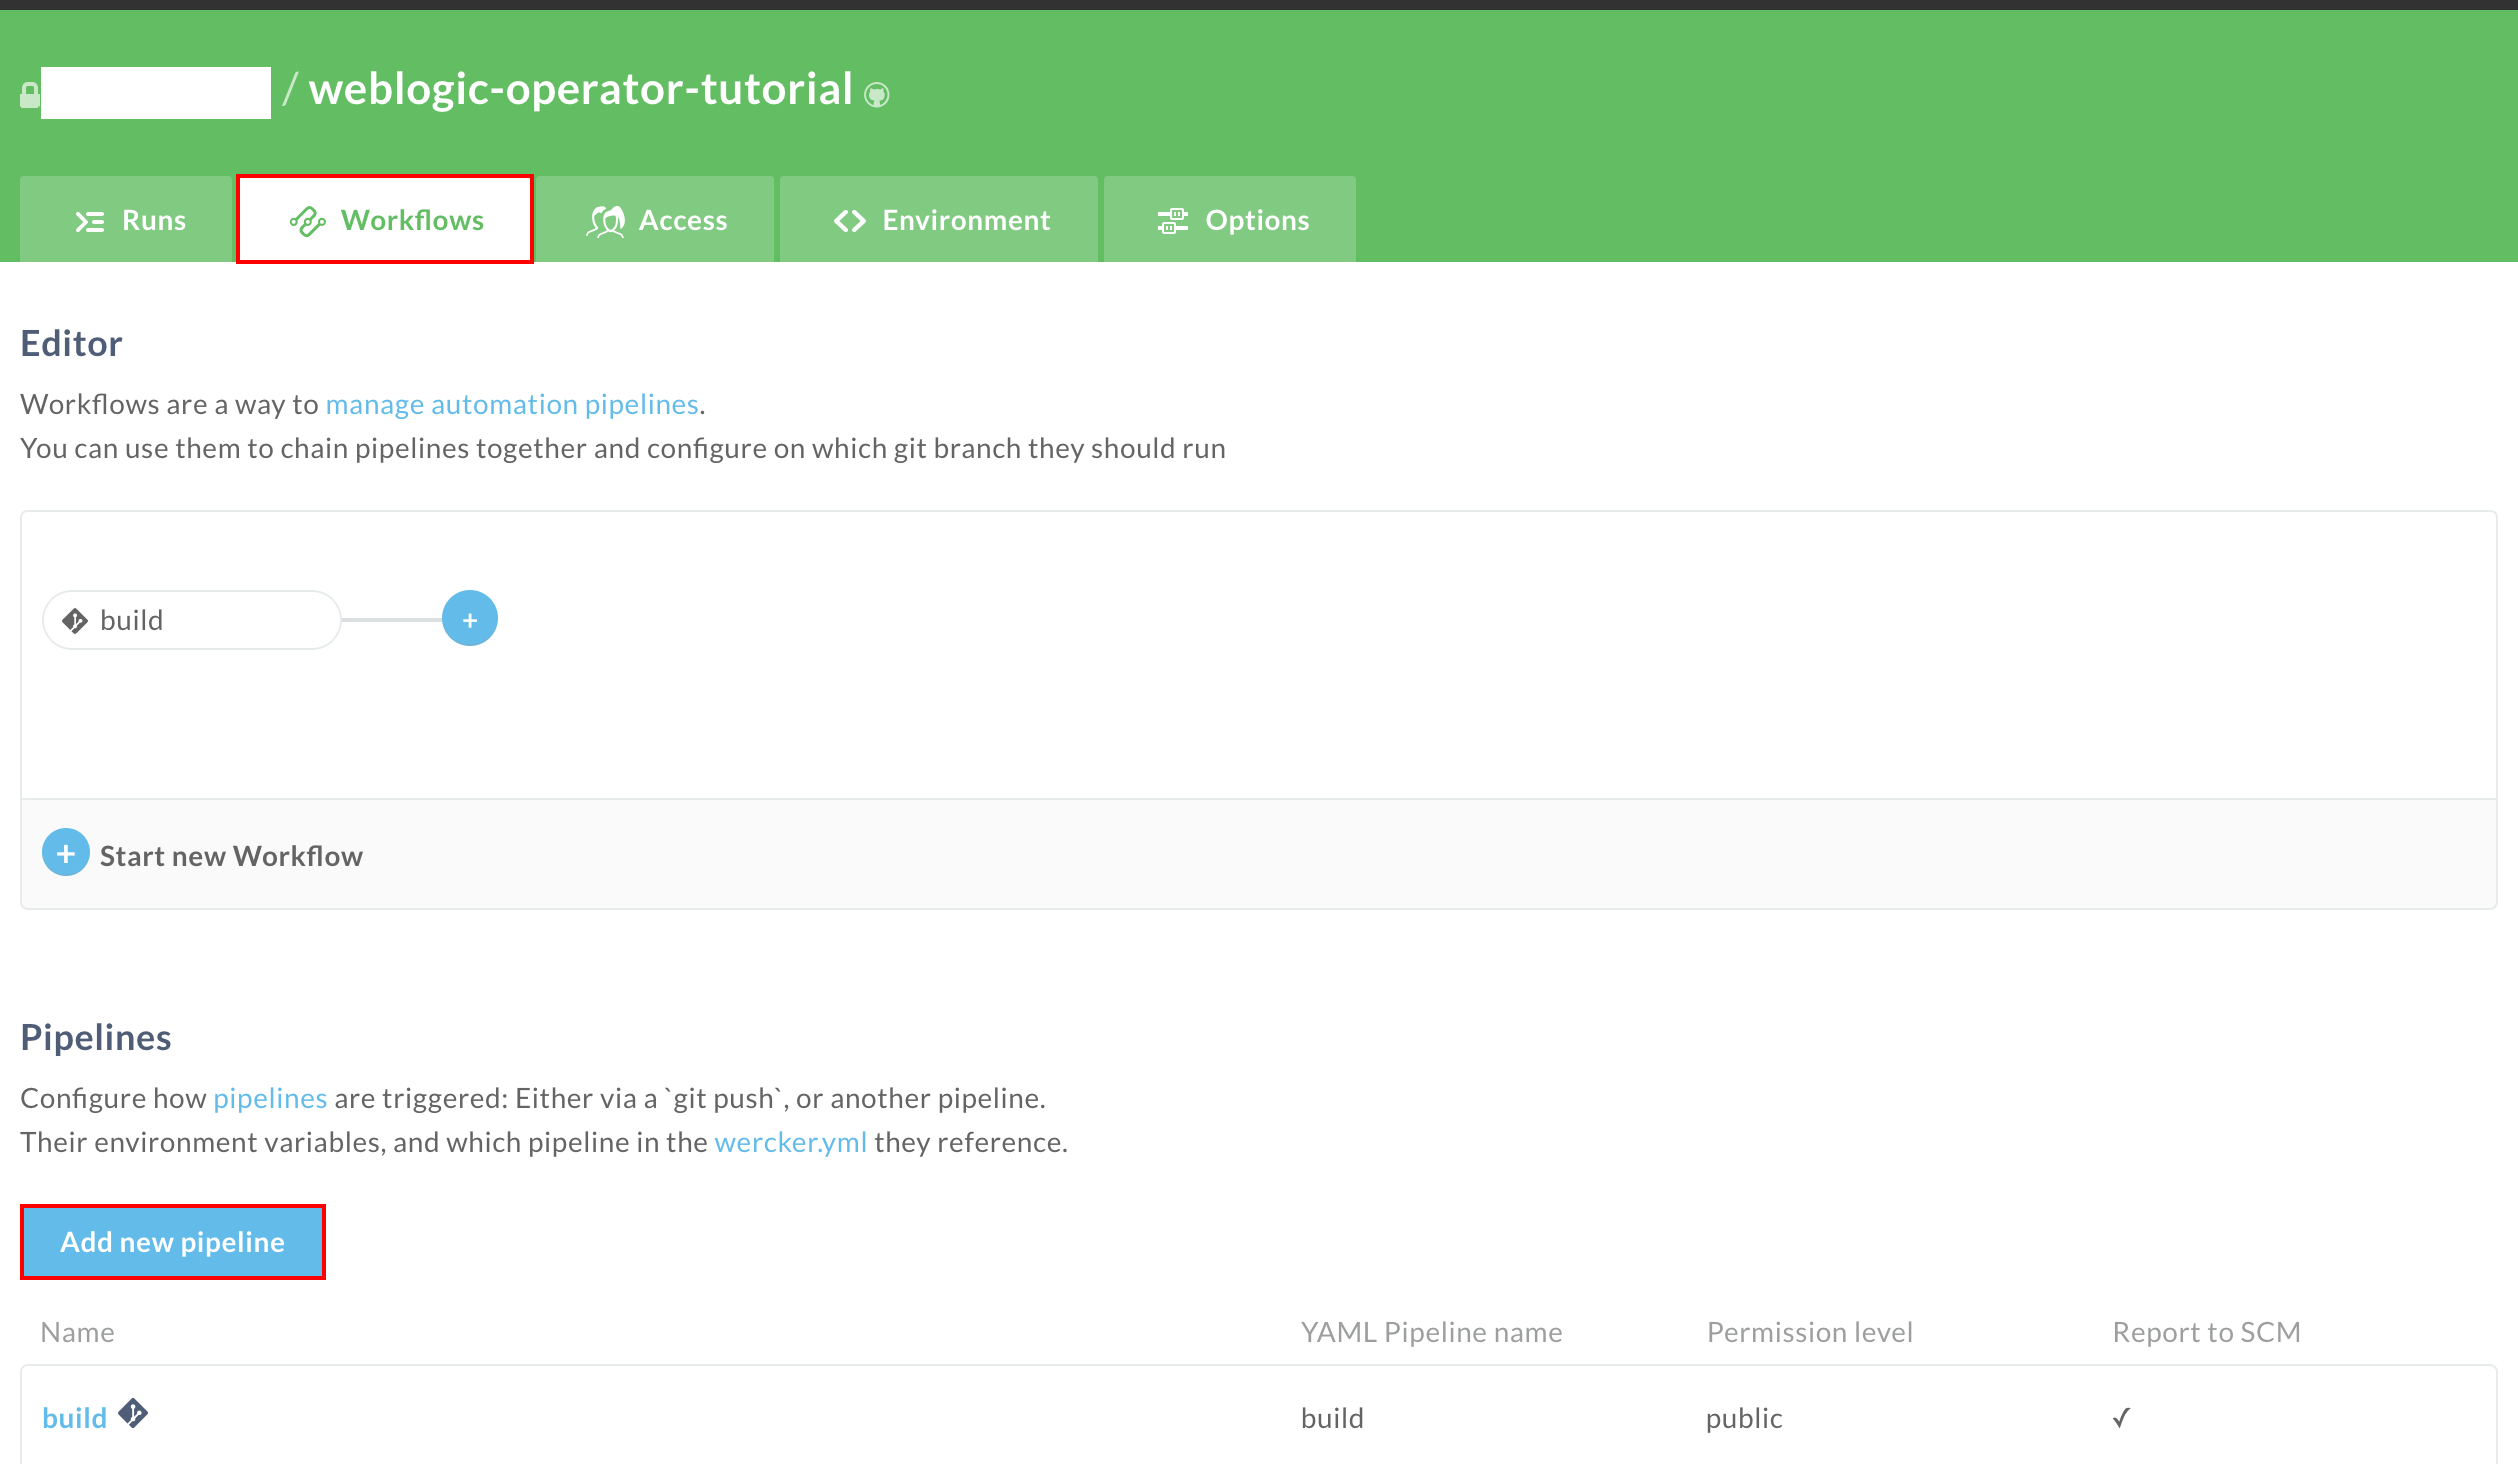 / weblogic-operator-tutorial
Runs Workflows Access Environment Options
Editor
Workflows are a way to manage automation pipelines.
You can use them to chain pipelines together and configure on which git branch they should run
build +
+ Start new Workflow
Pipelines
Configure how pipelines are triggered: Either via a `git push`, or another pipeline.
Their environment variables, and which pipeline in the wercker.yml they reference.
Add new pipeline
Name YAML Pipeline name Permission level Report to SCM
build build public ✓